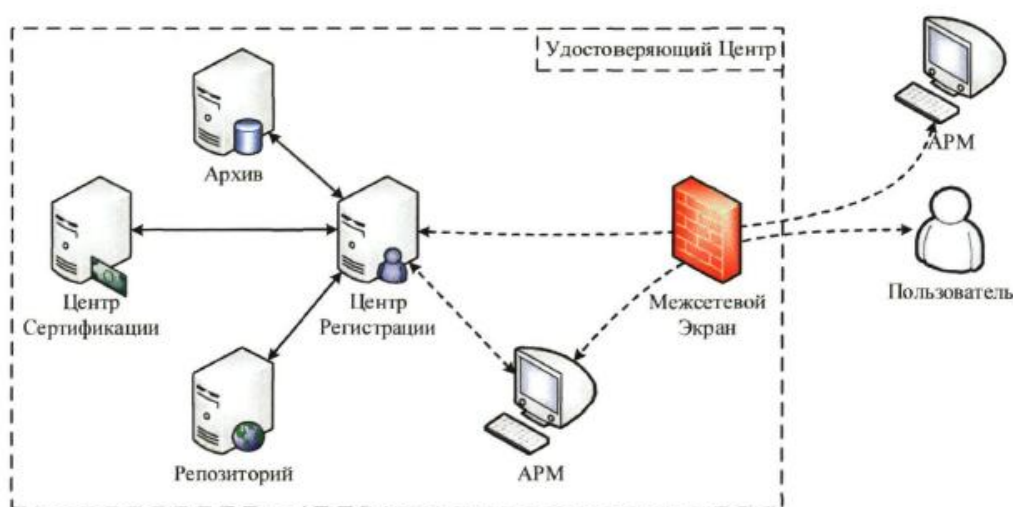 Удостоверяющий Центр
АРМ
Архив
Пользователь
Центр
Сертификации
Центр
Регистрации
Межсетевой
Экран
Репозиторий
АРМ